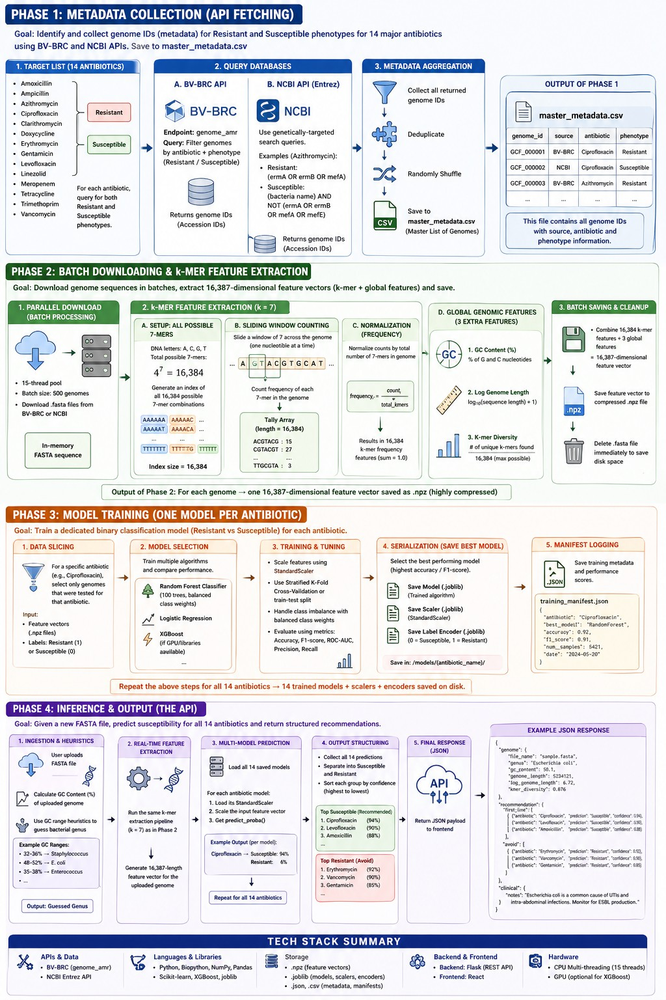 PHASE 1: METADATA COLLECTION (API FETCHING)
Goal: Identify and collect genome IDs (metadata) for Resistant and Susceptible phenotypes for 14 major antibiotics
using BV-BRC and NCBI APIs. Save to master_metadata.csv
1. TARGET LIST (14 ANTIBIOTICS)
• Amoxicillin
• Ampicillin
• Azithromycin
• Ciprofloxacin
• Clarithromycin
• Doxycycline
• Erythromycin
• Gentamicin
• Levofloxacin
• Linezolid
• Meropenem
• Tetracycline
• Trimethoprim
• Vancomycin
Resistant
Susceptible
For each antibiotic,
query for both
Resistant and
Susceptible
phenotypes.
2. QUERY DATABASES
A. BV-BRC API
BV-BRC
Endpoint: genome_amr
Query: Filter genomes
by antibiotic + phenotype
(Resistant / Susceptible)
Returns genome IDs
(Accession IDs)
B. NCBI API (Entrez)
NCBI
Use genetically-targeted
search queries.
Examples (Azithromycin):
• Resistant:
(ermA OR ermB OR mefA)
• Susceptible:
(bacteria name) AND
NOT (ermA OR ermB
OR mefA OR mefE)
Returns genome IDs
(Accession IDs)
3. METADATA AGGREGATION
Collect all returned
genome IDs
Deduplicate
Randomly Shuffle
CSV
Save to
master_metadata.csv
(Master List of Genomes)
OUTPUT OF PHASE 1
master_metadata.csv
genome_id source antibiotic phenotype
GCF_000001 BV-BRC Ciprofloxacin Resistant
GCF_000002 NCBI Ciprofloxacin Susceptible
GCF_000003 BV-BRC Azithromycin Resistant
... ... ... ...
This file contains all genome IDs
with source, antibiotic and
phenotype information.
PHASE 2: BATCH DOWNLOADING & k-MER FEATURE EXTRACTION
Goal: Download genome sequences in batches, extract 16,387-dimensional feature vectors (k-mer + global features) and save.
1. PARALLEL DOWNLOAD
(BATCH PROCESSING)
• 15-thread pool
• Batch size: 500 genomes
• Download .fasta files from
BV-BRC or NCBI
In-memory
FASTA sequence
2. k-MER FEATURE EXTRACTION (k = 7)
A. SETUP: ALL POSSIBLE
7-MERS
DNA letters: A, C, G, T
Total possible 7-mers:
4^7 = 16,384
Generate an index of
all 16,384 possible
7-mer combinations
AAAAAA AAAAAC ...
AAAAAT AAAACA ...
... ...
TTTTTTT TTTTTG TTTTTT
Index size = 16,384
B. SLIDING WINDOW COUNTING
Slide a window of 7 across the genome
(one nucleotide at a time)
... A G T A C G T G C A T ...
Count frequency of each
7-mer in the genome
Tally Array
(length = 16,384)
ACGTACG : 15
CGTACGT : 27
... ...
TTGCGTA : 3
C. NORMALIZATION
(FREQUENCY)
Normalize counts by total
number of 7-mers in genome
frequency, = count, / total_kmers
Results in 16,384
k-mer frequency
features (sum = 1.0)
D. GLOBAL GENOMIC FEATURES
(3 EXTRA FEATURES)
GC
1. GC Content (%)
% of G and C nucleotides
2. Log Genome Length
log10(sequence length) + 1)
3. K-mer Diversity
# of unique k-mers found
16,384 (max possible)
3. BATCH SAVING & CLEANUP
• Combine 16,384 k-mer
features + 3 global
features
= 16,387-dimensional
feature vector
.npz
Save feature vector to
compressed .npz file
Delete .fasta file
immediately to save
disk space
Output of Phase 2: For each genome → one 16,387-dimensional feature vector saved as .npz (highly compressed)
PHASE 3: MODEL TRAINING (ONE MODEL PER ANTIBIOTIC)
Goal: Train a dedicated binary classification model (Resistant vs Susceptible) for each antibiotic.
1. DATA SLICING
For a specific antibiotic
(e.g., Ciprofloxacin),
select only genomes
that were tested for
that antibiotic.
Input:
• Feature vectors
(.npz files)
• Labels: Resistant (1)
or Susceptible (0)
2. MODEL SELECTION
Train multiple algorithms
and compare performance.
Random Forest Classifier
(100 trees, balanced
class weights)
Logistic Regression
XGBoost
(if GPU/libraries
available)
...
3. TRAINING & TUNING
• Scale features using
StandardScaler
• Use Stratified K-Fold
Cross-Validation or
train-test split
• Handle class imbalance with
balanced class weights
• Evaluate using metrics:
Accuracy, F1-score, ROC-AUC,
Precision, Recall
4. SERIALIZATION (SAVE BEST MODEL)
Select the best performing model
(highest accuracy / F1-score).
Save Model (.joblib)
(Trained algorithm)
Save Scaler (.joblib)
(StandardScaler)
Save Label Encoder (.joblib)
(0 = Susceptible, 1 = Resistant)
Save in: /models/(antibiotic_name)/
5. MANIFEST LOGGING
.JSON
Save training metadata
and performance
scores.
training_manifest.json
{
"antibiotic": "Ciprofloxacin",
"best_model": "RandomForest",
"accuracy": 0.92,
"f1_score": 0.91,
"num_samples": 5421,
"date": "2024-05-20"
}
Repeat the above steps for all 14 antibiotics → 14 trained models + scalers + encoders saved on disk.
PHASE 4: INFERENCE & OUTPUT (THE API)
Goal: Given a new FASTA file, predict susceptibility for all 14 antibiotics and return structured recommendations.
1. INGESTION & HEURISTICS
User uploads
FASTA file
Calculate GC Content (%)
of uploaded genome
Use GC range heuristics to
guess bacterial genus
Example GC Ranges:
• 32-36% → Staphylococcus
• 48-52% → E. coli
• 35-38% → Enterococcus
• ...
Output: Guessed Genus
2. REAL-TIME FEATURE
EXTRACTION
Run the same k-mer
extraction pipeline
(k = 7) as in Phase 2
Generate 16,387-length
feature vector for the
uploaded genome
3. MULTI-MODEL PREDICTION
Load all 14 saved models
For each antibiotic model:
1. Load its StandardScaler
2. Scale the input feature vector
3. Get predict_proba()
Example Output (per model):
Ciprofloxacin → Susceptible: 94%
Resistant: 6%
Repeat for all 14 antibiotics
4. OUTPUT STRUCTURING
• Collect all 14 predictions
• Separate into Susceptible
and Resistant
• Sort each group by confidence
(highest to lowest)
Top Susceptible (Recommended)
1. Ciprofloxacin (94%)
2. Levofloxacin (90%)
3. Amoxicillin (88%)
...
Top Resistant (Avoid)
1. Erythromycin (92%)
2. Vancomycin (90%)
3. Gentamicin (85%)
...
5. FINAL RESPONSE
(JSON)
API
Return JSON payload
to frontend
EXAMPLE JSON RESPONSE
{
"genome": {
"file_name": "sample.fasta",
"genua": "Escherichia coli",
"gc_content": 50.1,
"genome_length": 5234121,
"log_genome_length": 6.72,
"kmer_diversity": 0.876
},
"recommendation": {
"first_line": [
{"antibiotic": "Ciprofloxacin", "prediction": "Susceptible", "confidence":
{"antibiotic": "Levofloxacin", "prediction": "Susceptible", "confidence":
{"antibiotic": "Amoxicillin", "prediction": "Susceptible", "confidence":
],
"avoid": [
{"antibiotic": "Erythromycin", "prediction": "Resistant", "confidence":
{"antibiotic": "Vancomycin", "prediction": "Resistant", "confidence":
{"antibiotic": "Gentamicin", "prediction": "Resistant", "confidence":
]
},
"clinical": {
"notes": "Escherichia coli is a common cause of UTIs and
} intra-abdominal infections. Monitor for ESBL production."
}
TECH STACK SUMMARY
APIs & Data
• BV-BRC (genome_amr)
• NCBI Entrez API
Languages & Libraries
• Python, Biopython, NumPy, Pandas
• Scikit-learn, XGBoost, joblib
Storage
• .npz (feature vectors)
• .joblib (models, scalers, encoders)
• .json, .csv (metadata, manifests)
Backend & Frontend
• Backend: Flask (REST API)
• Frontend: React
Hardware
• CPU Multi-threading (15 threads)
• GPU (optional for XGBoost)